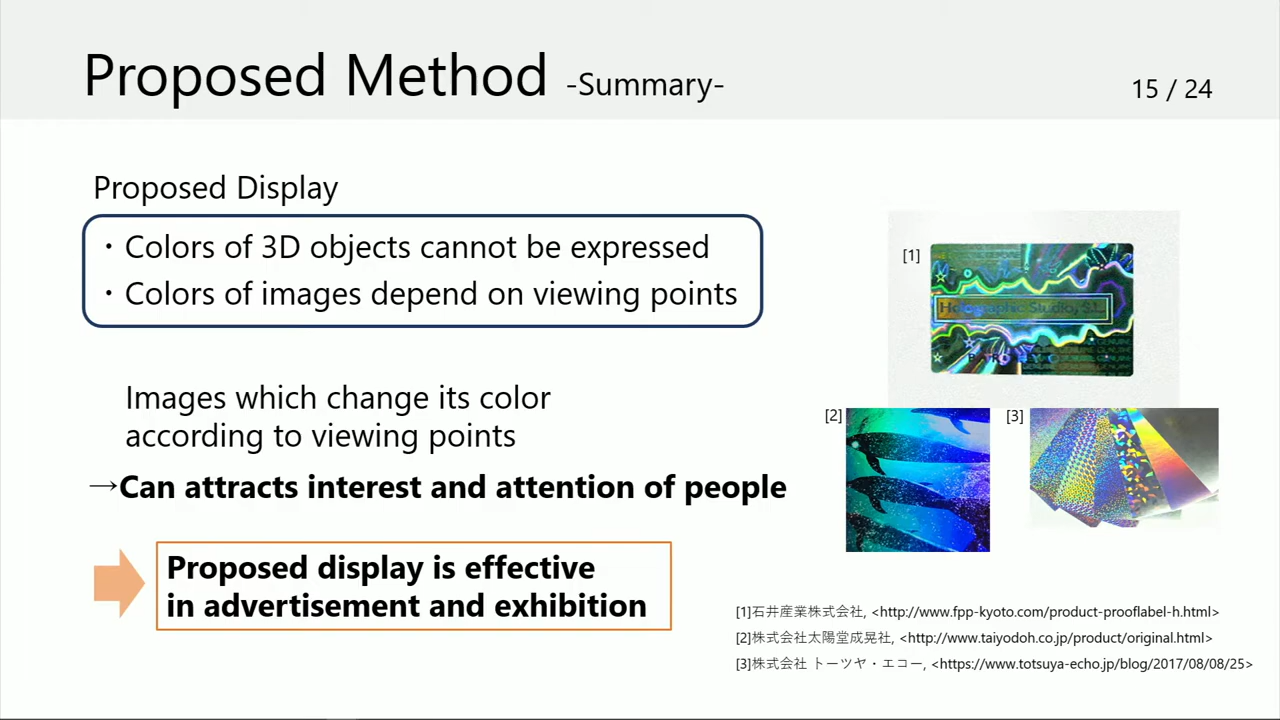 Proposed Method -Summary-
15 / 24
Proposed Display
・Colors of 3D objects cannot be expressed
・Colors of images depend on viewing points
Images which change its color
according to viewing points
→Can attracts interest and attention of people
Proposed display is effective
in advertisement and exhibition
[1]
Holographic Studio, S.L.
[2]
[3]
[1]石井産業株式会社, <http://www.fpp-kyoto.com/product-prooflabel-h.html>
[2]株式会社太陽堂成晃社, <http://www.taiyodoh.co.jp/product/original.html>
[3]株式会社 トーツヤ・エコー, <https://www.totsuya-echo.jp/blog/2017/08/08/25>